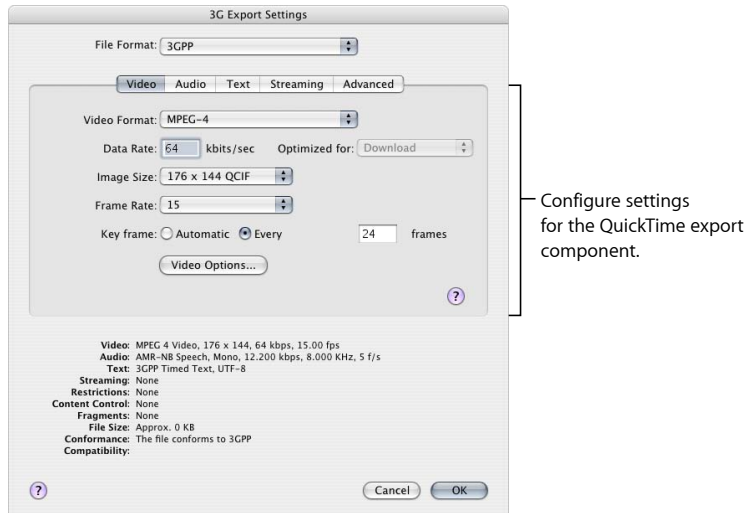 3G Export Settings
File Format: 3GPP
Video Audio Text Streaming Advanced
Video Format: MPEG-4
Data Rate: 64 kbits/sec Optimized for: Download
Image Size: 176 x 144 QCIF
Frame Rate: 15
Key frame: Automatic Every 24 frames
Video Options...
?
Configure settings
for the QuickTime export
component.
Video: MPEG 4 Video, 176 x 144, 64 kbps, 15.00 fps
Audio: AMR-NB Speech, Mono, 12.200 kbps, 8.000 KHz, 5 f/s
Text: 3GPP Timed Text, UTF-8
Streaming: None
Restrictions: None
Content Control: None
Fragments: None
File Size: Approx. 0 KB
Conformance: The file conforms to 3GPP
Compatibility:
? Cancel OK